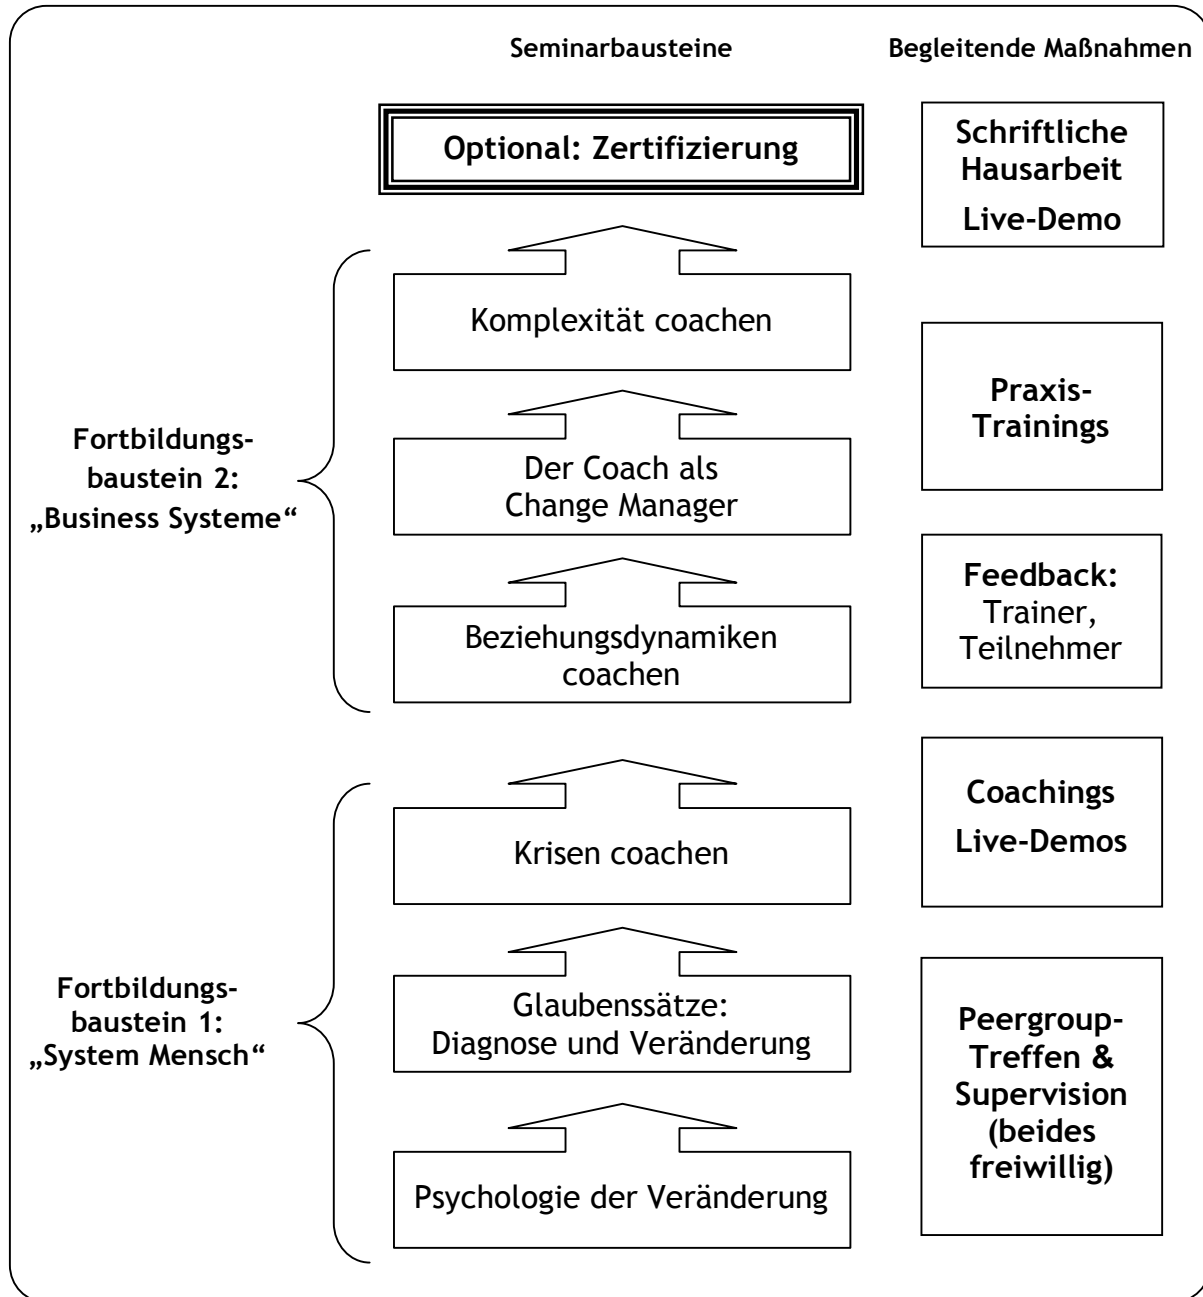 Seminarbausteine
Begleitende Maßnahmen
Optional: Zertifizierung
Schriftliche
Hausarbeit
Live-Demo
Komplexität coachen
Praxis-
Trainings
Fortbildungs-
baustein 2:
„Business Systeme“
Der Coach als
Change Manager
Feedback:
Trainer,
Teilnehmer
Beziehungsdynamiken
coachen
Coachings
Live-Demos
Krisen coachen
Fortbildungs-
baustein 1:
„System Mensch“
Glaubenssätze:
Diagnose und Veränderung
Peergroup-
Treffen &
Supervision
(beides
freiwillig)
Psychologie der Veränderung